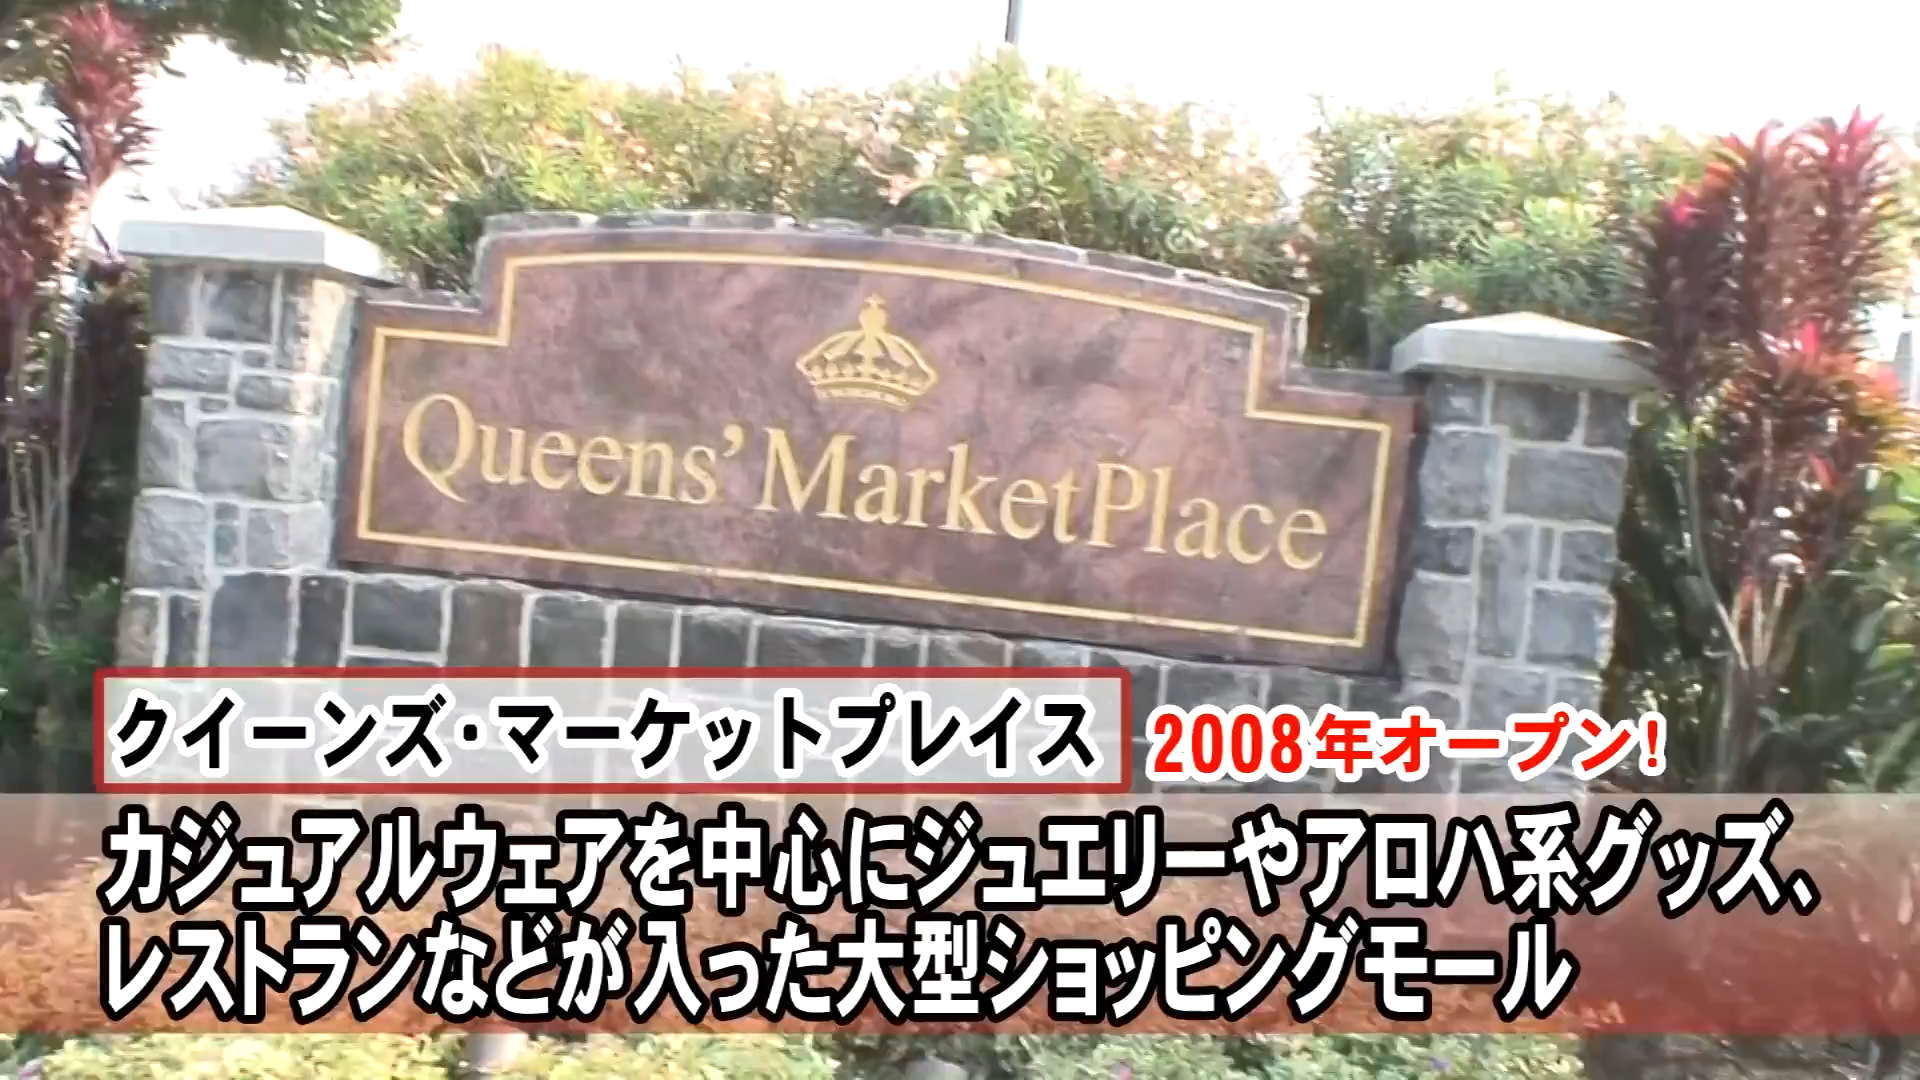 Queens' MarketPlace
クイーンズ・マーケットプレイス
2008年オープン!
カジュアルウェアを中心にジュエリーやアロハ系グッズ、
レストランなどが入った大型ショッピングモール